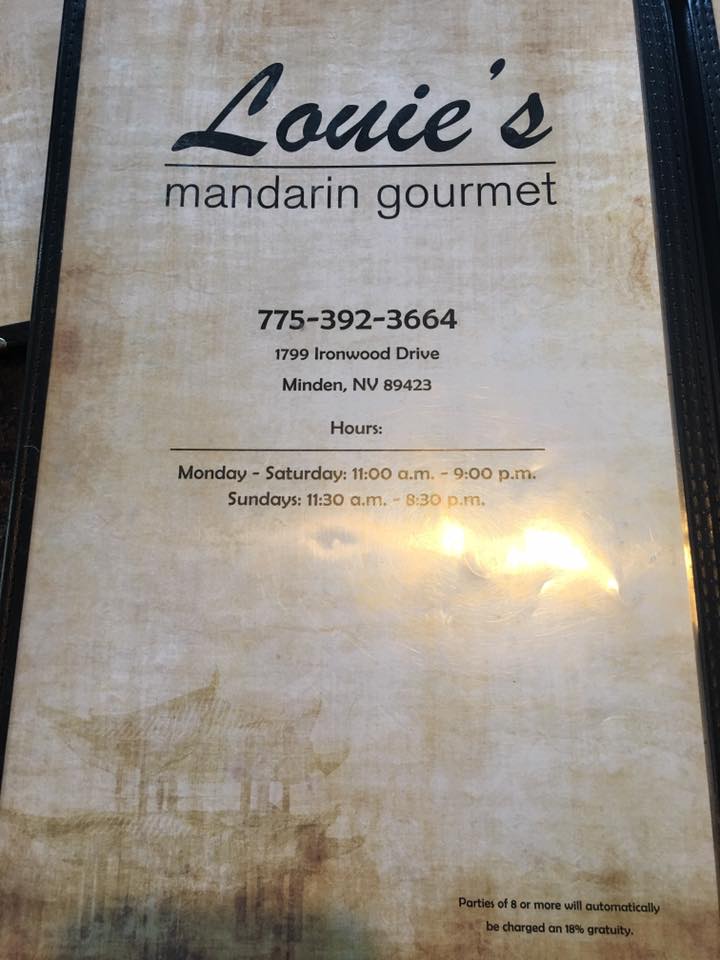 Louie's
mandarin gourmet
775-392-3664
1799 Ironwood Drive
Minden, NV 89423
Hours:
Monday - Saturday: 11:00 a.m. - 9:00 p.m.
Sundays: 11:30 a.m. - 8:30 p.m.
Parties of 8 or more will automatically
be charged an 18% gratuity.